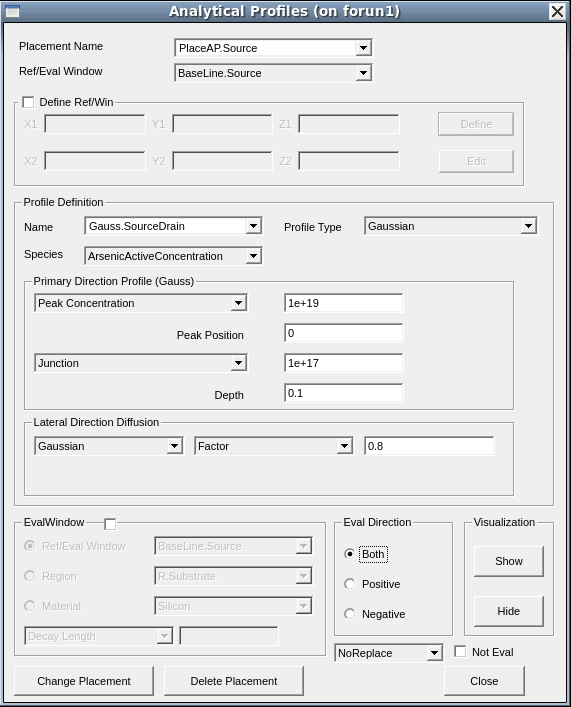 Analytical Profiles (on forun1)
Placement Name PlaceAP.Source
Ref/Eval Window BaseLine.Source
Define Ref/Win
X1 Y1 Z1 Define
X2 Y2 Z2 Edit
Profile Definition
Name Gauss.SourceDrain Profile Type Gaussian
Species ArsenicActiveConcentration
Primary Direction Profile (Gauss)
Peak Concentration 1e+19
Peak Position 0
Junction 1e+17
Depth 0.1
Lateral Direction Diffusion
Gaussian Factor 0.8
EvalWindow Eval Direction Visualization
Ref/Eval Window BaseLine.Source Both Show
Region R.Substrate Positive
Material Silicon Negative Hide
Decay Length
NoReplace Not Eval
Change Placement Delete Placement Close